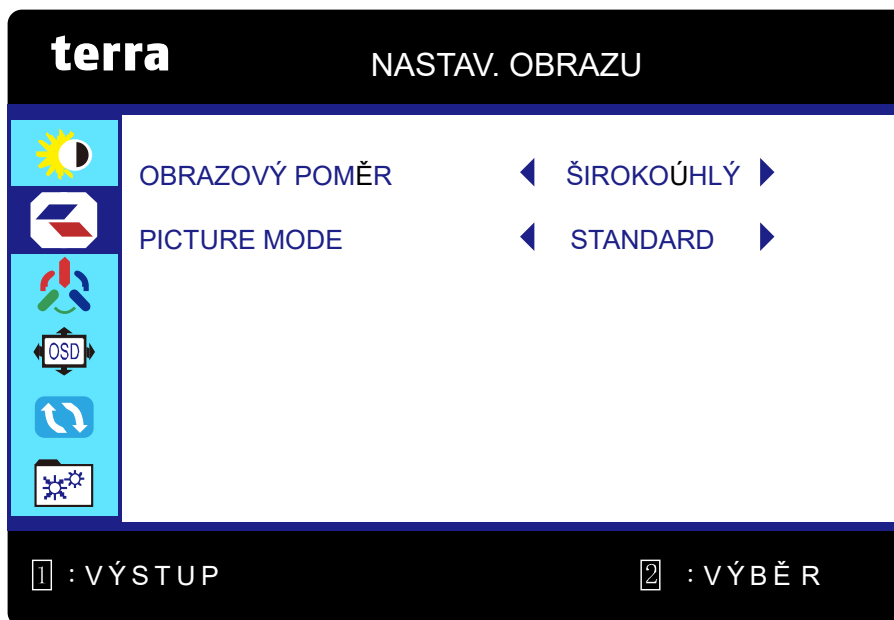 terra
NASTAV. OBRAZU
OBRAZOVÝ POMĚR ŠIROKOÚHLÝ
PICTURE MODE STANDARD
OSD
1 : VÝSTUP 2 : VÝBĚR